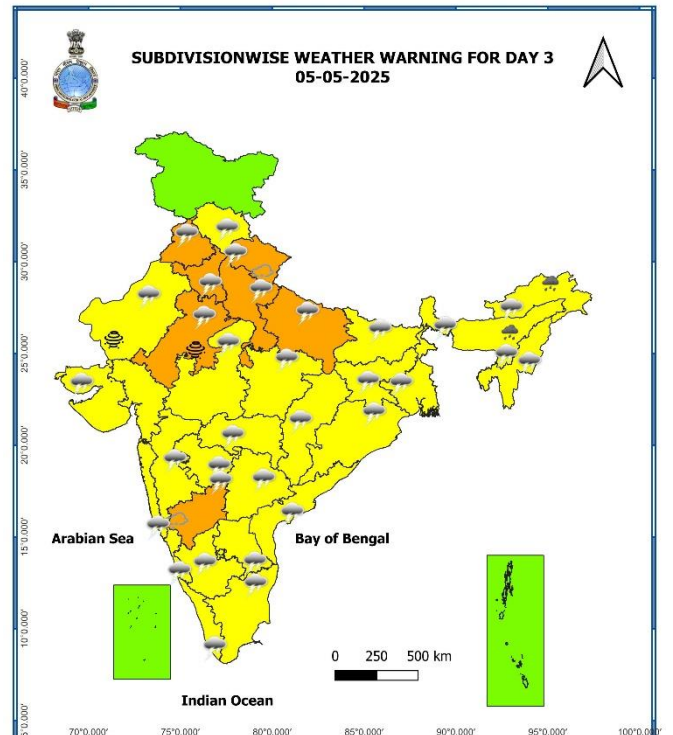 SUBDIVISIONWISE WEATHER WARNING FOR DAY 3
05-05-2025
40°0.000'
35°0.000'
30°0.000'
25°0.000'
20°0.000'
15°0.000'
10°0.000'
5°0.000'
Arabian Sea
Bay of Bengal
0 250 500 km
Indian Ocean
70°0.000' 75°0.000' 80°0.000' 85°0.000' 90°0.000' 95°0.000' 100°0.000'